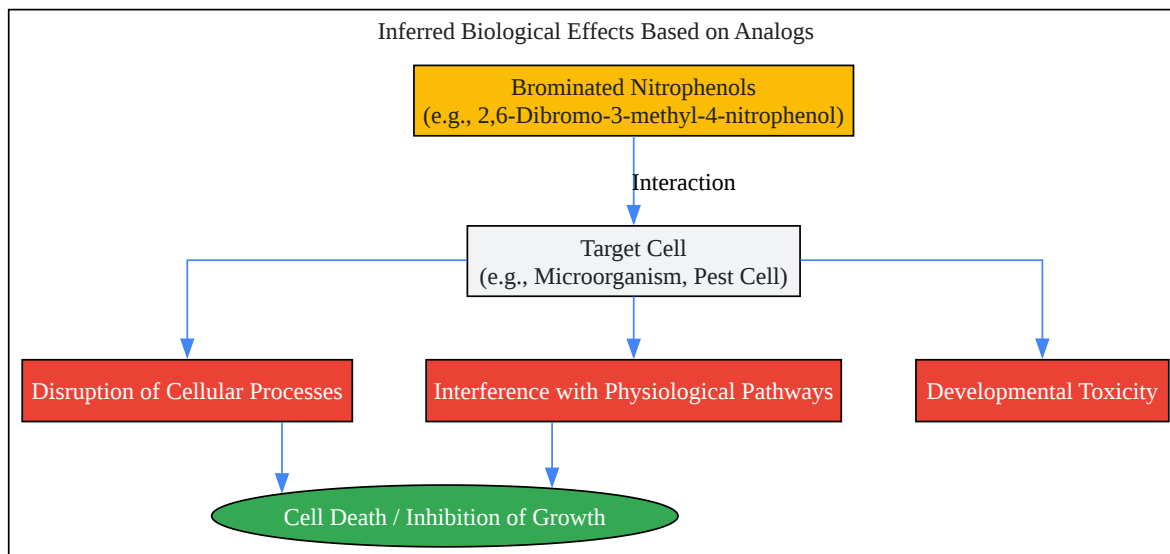 Inferred Biological Effects Based on Analogs
Brominated Nitrophenols
(e.g., 2,6-Dibromo-3-methyl-4-nitrophenol)
Interaction
Target Cell
(e.g., Microorganism, Pest Cell)
Disruption of Cellular Processes
Interference with Physiological Pathways
Developmental Toxicity
Cell Death / Inhibition of Growth